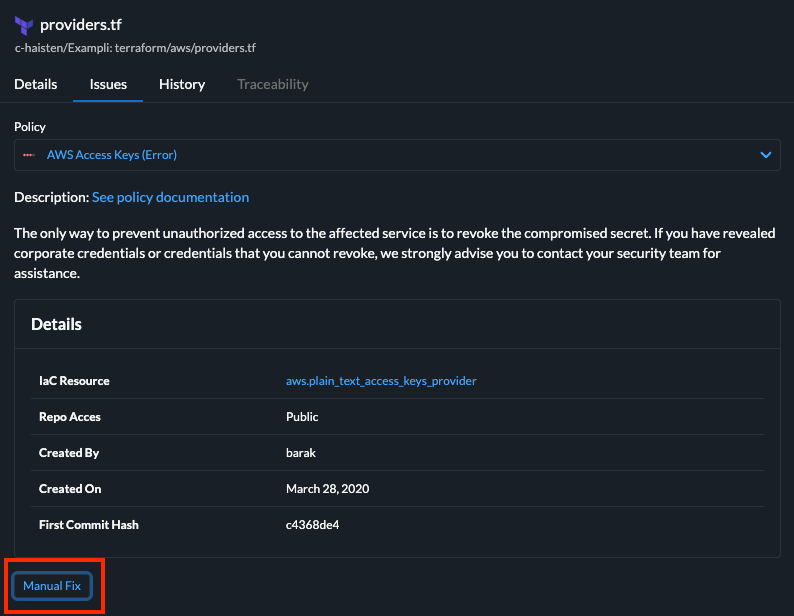 providers.tf
c-haisten/Exampli: terraform/aws/providers.tf
Details Issues History Traceability
Policy
AWS Access Keys (Error)
Description: See policy documentation
The only way to prevent unauthorized access to the affected service is to revoke the compromised secret. If you have revealed
corporate credentials or credentials that you cannot revoke, we strongly advise you to contact your security team for
assistance.
Details
IaC Resource aws.plain_text_access_keys_provider
Repo Acces Public
Created By barak
Created On March 28, 2020
First Commit Hash c4368de4
Manual Fix